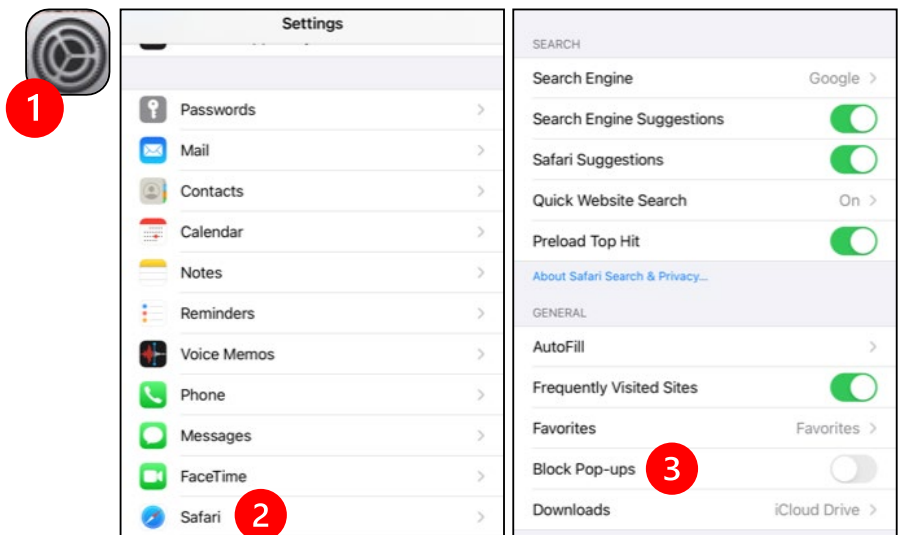 1
Settings
Passwords
Mail
Contacts
Calendar
Notes
Reminders
Voice Memos
Phone
Messages
FaceTime
Safari 2
SEARCH
Search Engine Google >
Search Engine Suggestions
Safari Suggestions
Quick Website Search On >
Preload Top Hit
About Safari Search & Privacy...
GENERAL
AutoFill >
Frequently Visited Sites
Favorites Favorites >
Block Pop-ups 3
Downloads iCloud Drive >